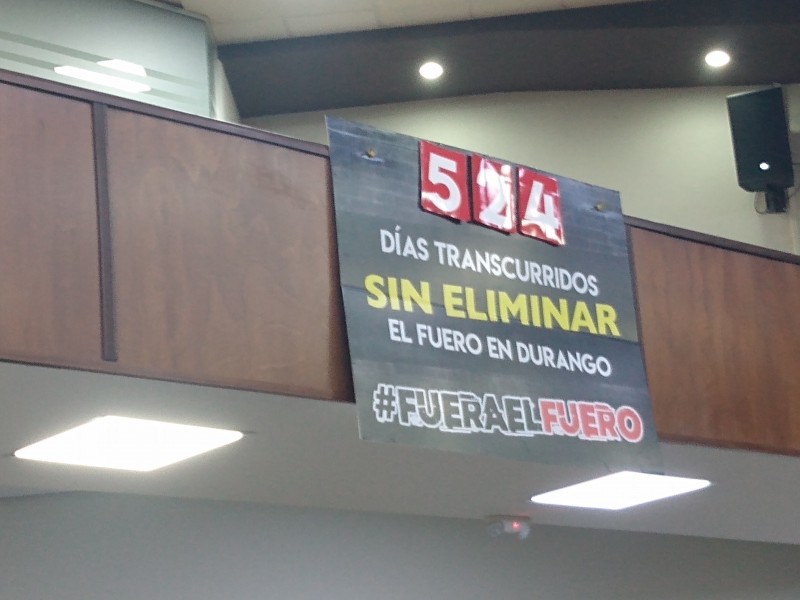 524
DÍAS TRANSCURRIDOS
SIN ELIMINAR
EL FUERO EN DURANGO
#FUERAELFUERO